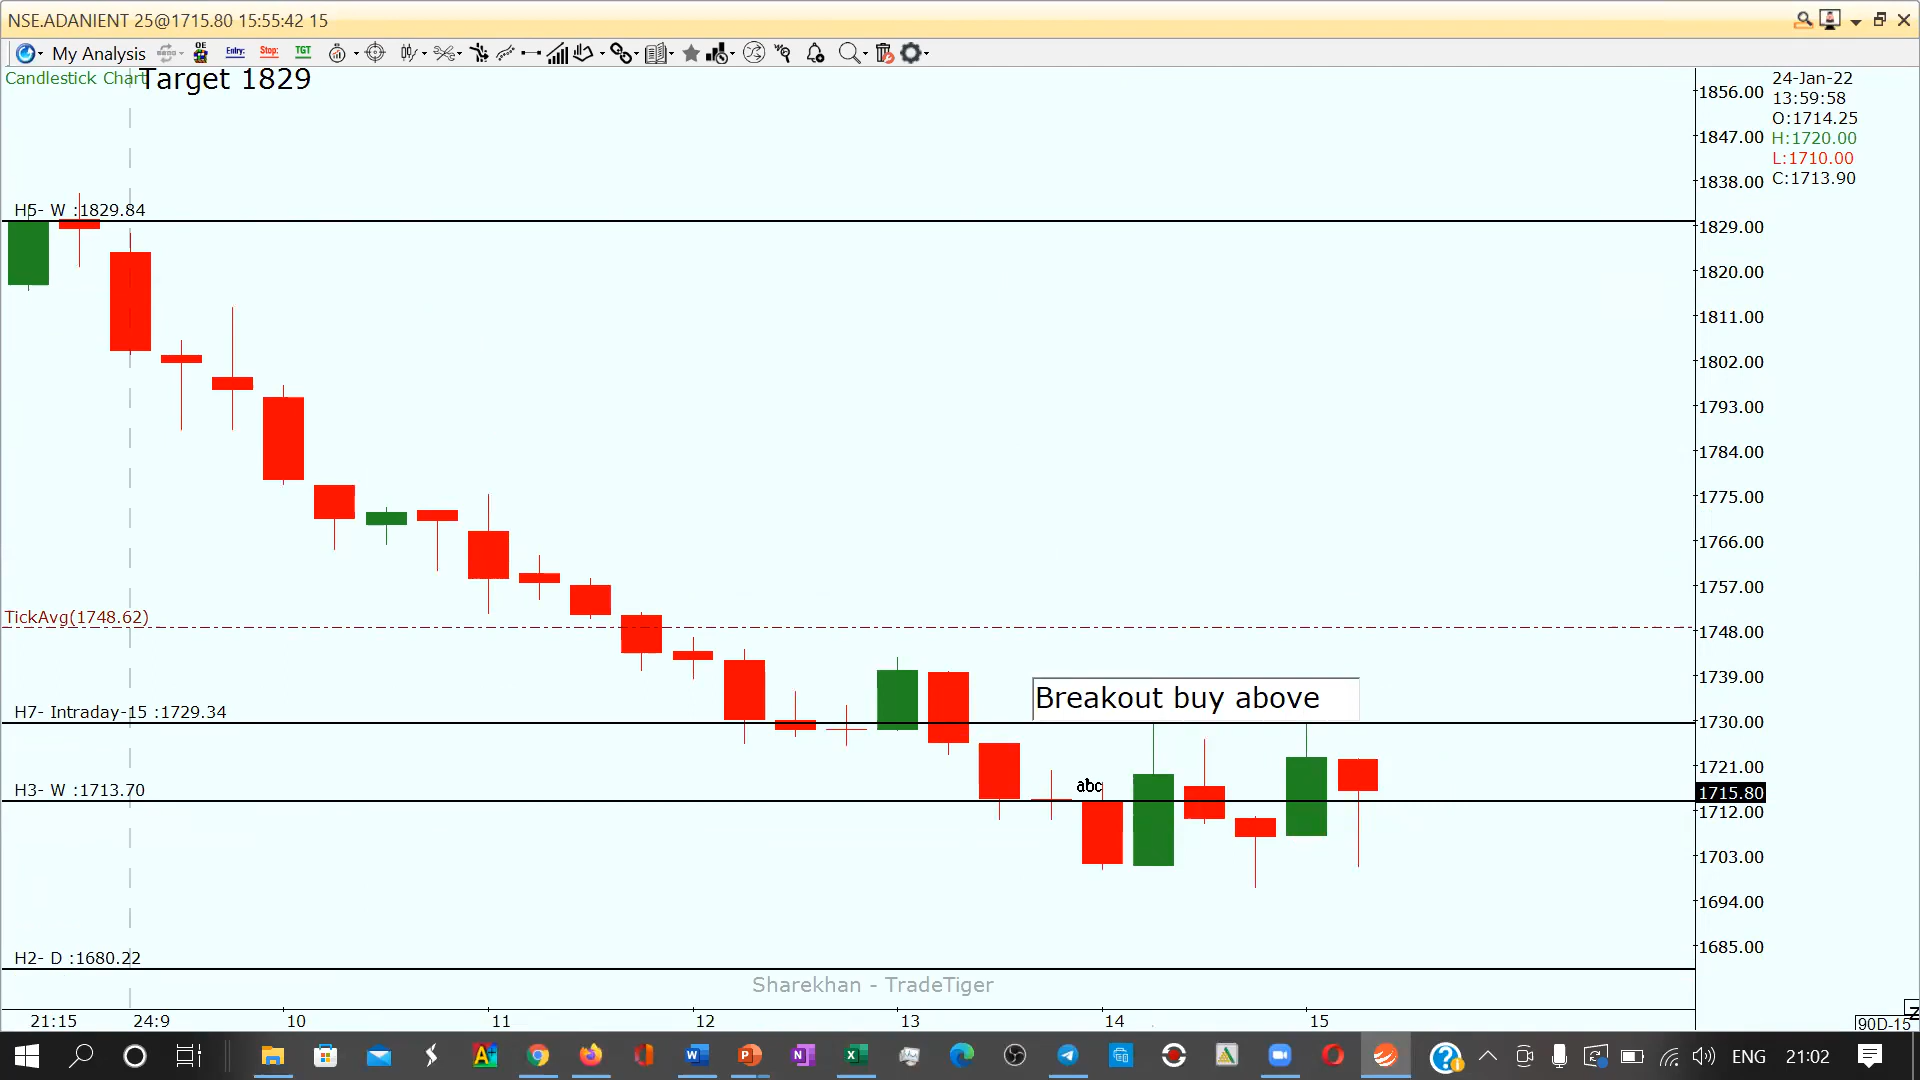 NSE.ADANIENT 25@1715.80 15:55:42 15
My Analysis
OE
Entry:
Stop:
TGT
Candlestick Chart
Target 1829
24-Jan-22
13:59:58
O:1714.25
H:1720.00
L:1710.00
C:1713.90
1856.00
1847.00
1838.00
1829.00
1820.00
1811.00
1802.00
1793.00
1784.00
1775.00
1766.00
1757.00
1748.00
1739.00
1730.00
1721.00
1715.80
1712.00
1703.00
1694.00
1685.00
H5- W :1829.84
TickAvg(1748.62)
H7- Intraday-15 :1729.34
Breakout buy above
H3- W :1713.70
abc
H2- D :1680.22
Sharekhan - TradeTiger
21:15 24:9 10 11 12 13 14 15
90D-15
ENG 21:02